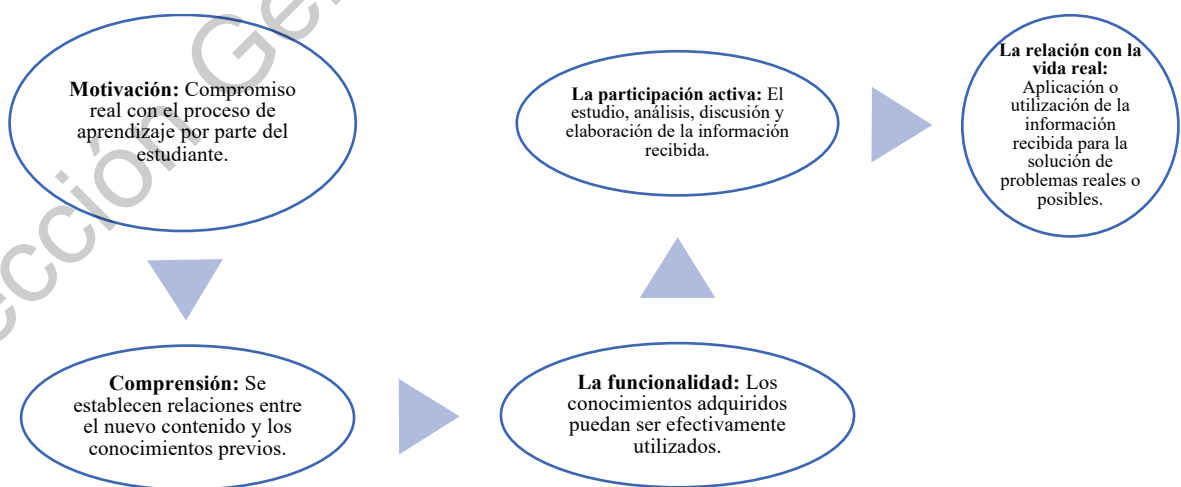 Motivación: Compromiso
real con el proceso de
aprendizaje por parte del
estudiante.
Comprensión: Se
establecen relaciones entre
el nuevo contenido y los
conocimientos previos.
La funcionalidad: Los
conocimientos adquiridos
puedan ser efectivamente
utilizados.
La participación activa: El
estudio, análisis, discusión y
elaboración de la información
recibida.
La relación con la
vida real:
Aplicación o
utilización de la
información
recibida para la
solución de
problemas reales o
posibles.
ección Ge